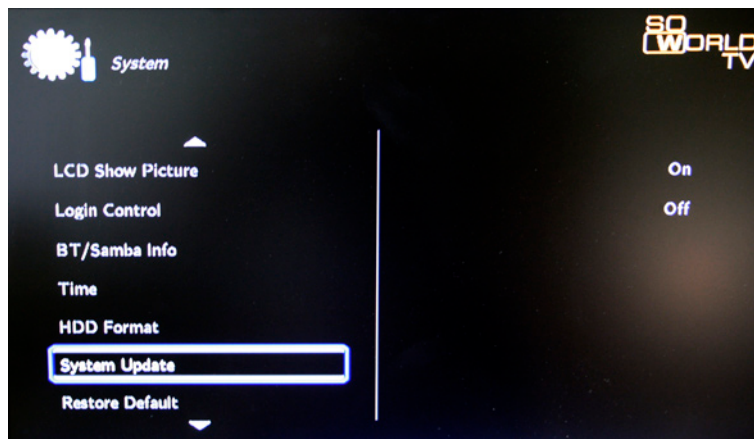 System
SO
WORLD
TV
LCD Show Picture
On
Login Control
Off
BT/Samba Info
Time
HDD Format
System Update
Restore Default